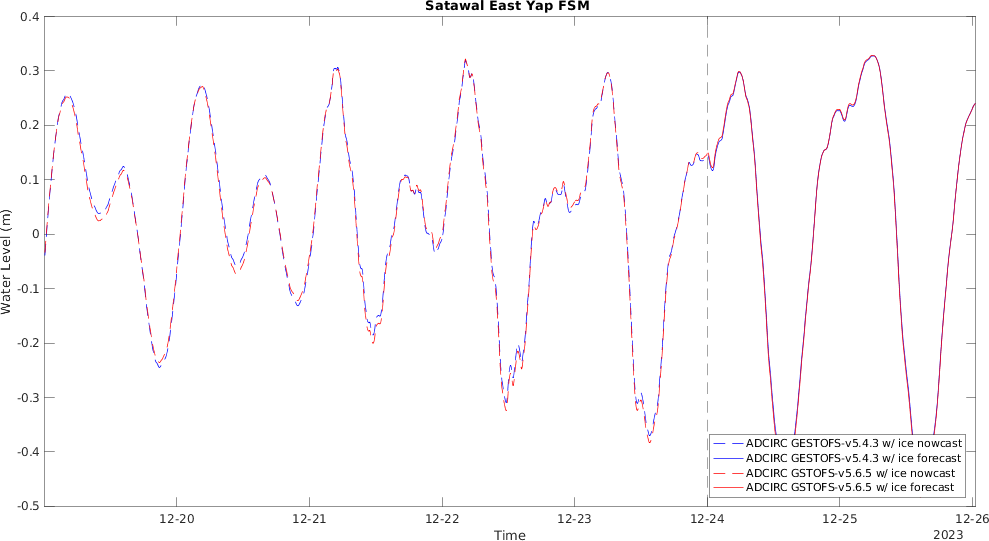 Satawal East Yap FSM
0.4
0.3
0.2
0.1
0
-0.1
-0.2
-0.3
-0.4
-0.5
Water Level (m)
ADCIRC GESTOFS-v5.4.3 w/ ice nowcast
ADCIRC GESTOFS-v5.4.3 w/ ice forecast
ADCIRC GSTOFS-v5.6.5 w/ ice nowcast
ADCIRC GSTOFS-v5.6.5 w/ ice forecast
12-20 12-21 12-22 12-23 12-24 12-25 12-26
Time
2023